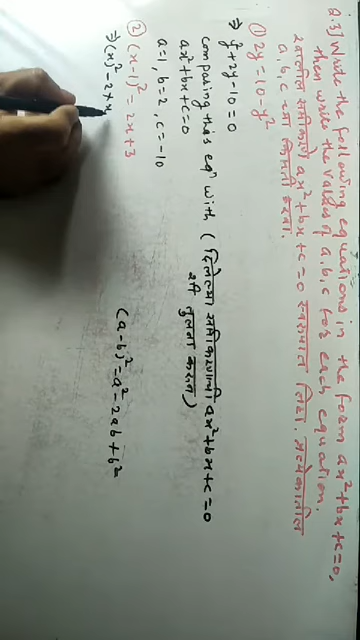 Q.3] Write the following equations in the form ax²+bx+c=0,
then write the values of a, b, c for each equation.
खालील समीकरणे ax²+bx+c=0 स्वरूपात लिहा. प्रत्येकातील
a, b, c च्या किमती ठरवा.
① 2y = 10 - y²
⇒ y² + 2y - 10 = 0
comparing this eqⁿ with (दिलेल्या समीकरणाची ax²+bx+c=0
ax²+bx+c=0 शी तुलना करून)
a=1, b=2, c=-10
② (x-1)² = 2x+3
(a-b)² = a² - 2ab + b²
⇒ (x)² - 2×x